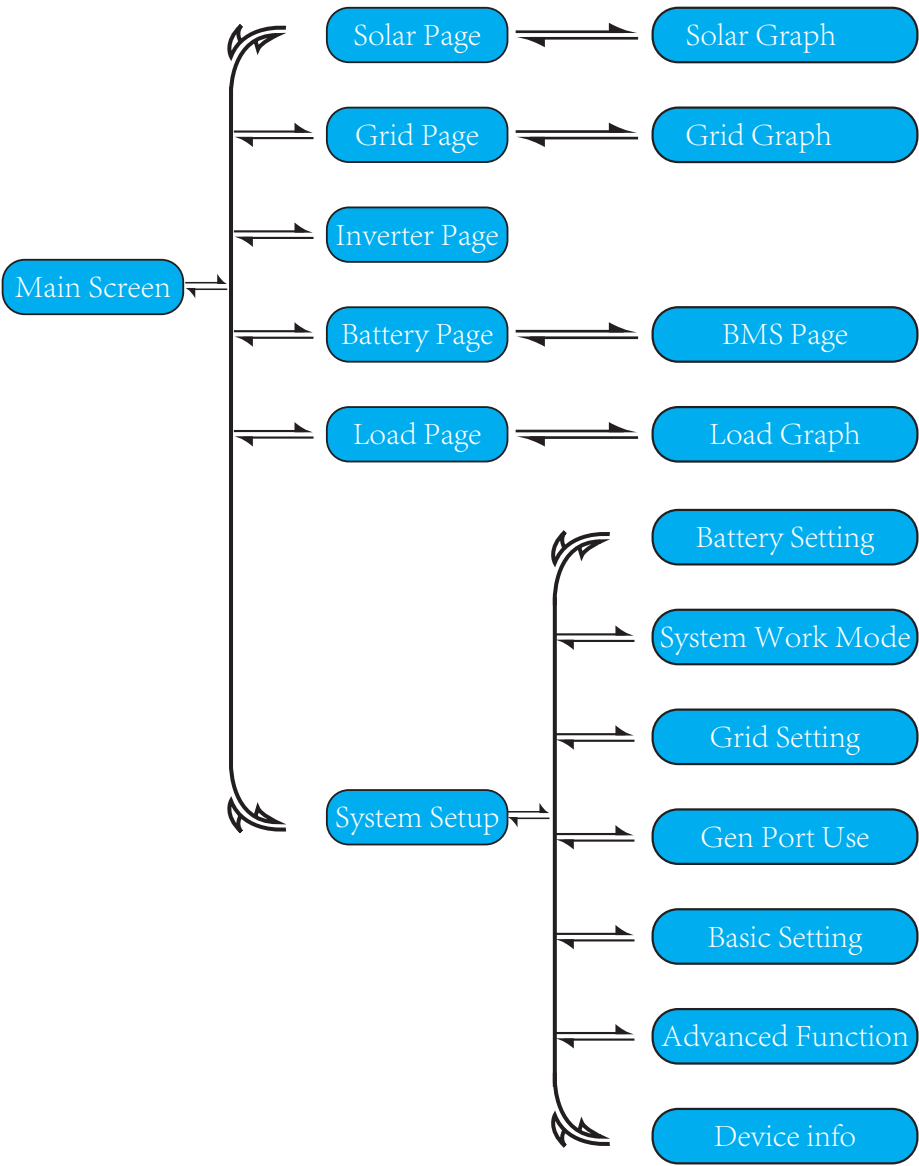 Solar Page
Solar Graph
Grid Page
Grid Graph
Inverter Page
Main Screen
Battery Page
BMS Page
Load Page
Load Graph
Battery Setting
System Work Mode
Grid Setting
System Setup
Gen Port Use
Basic Setting
Advanced Function
Device info